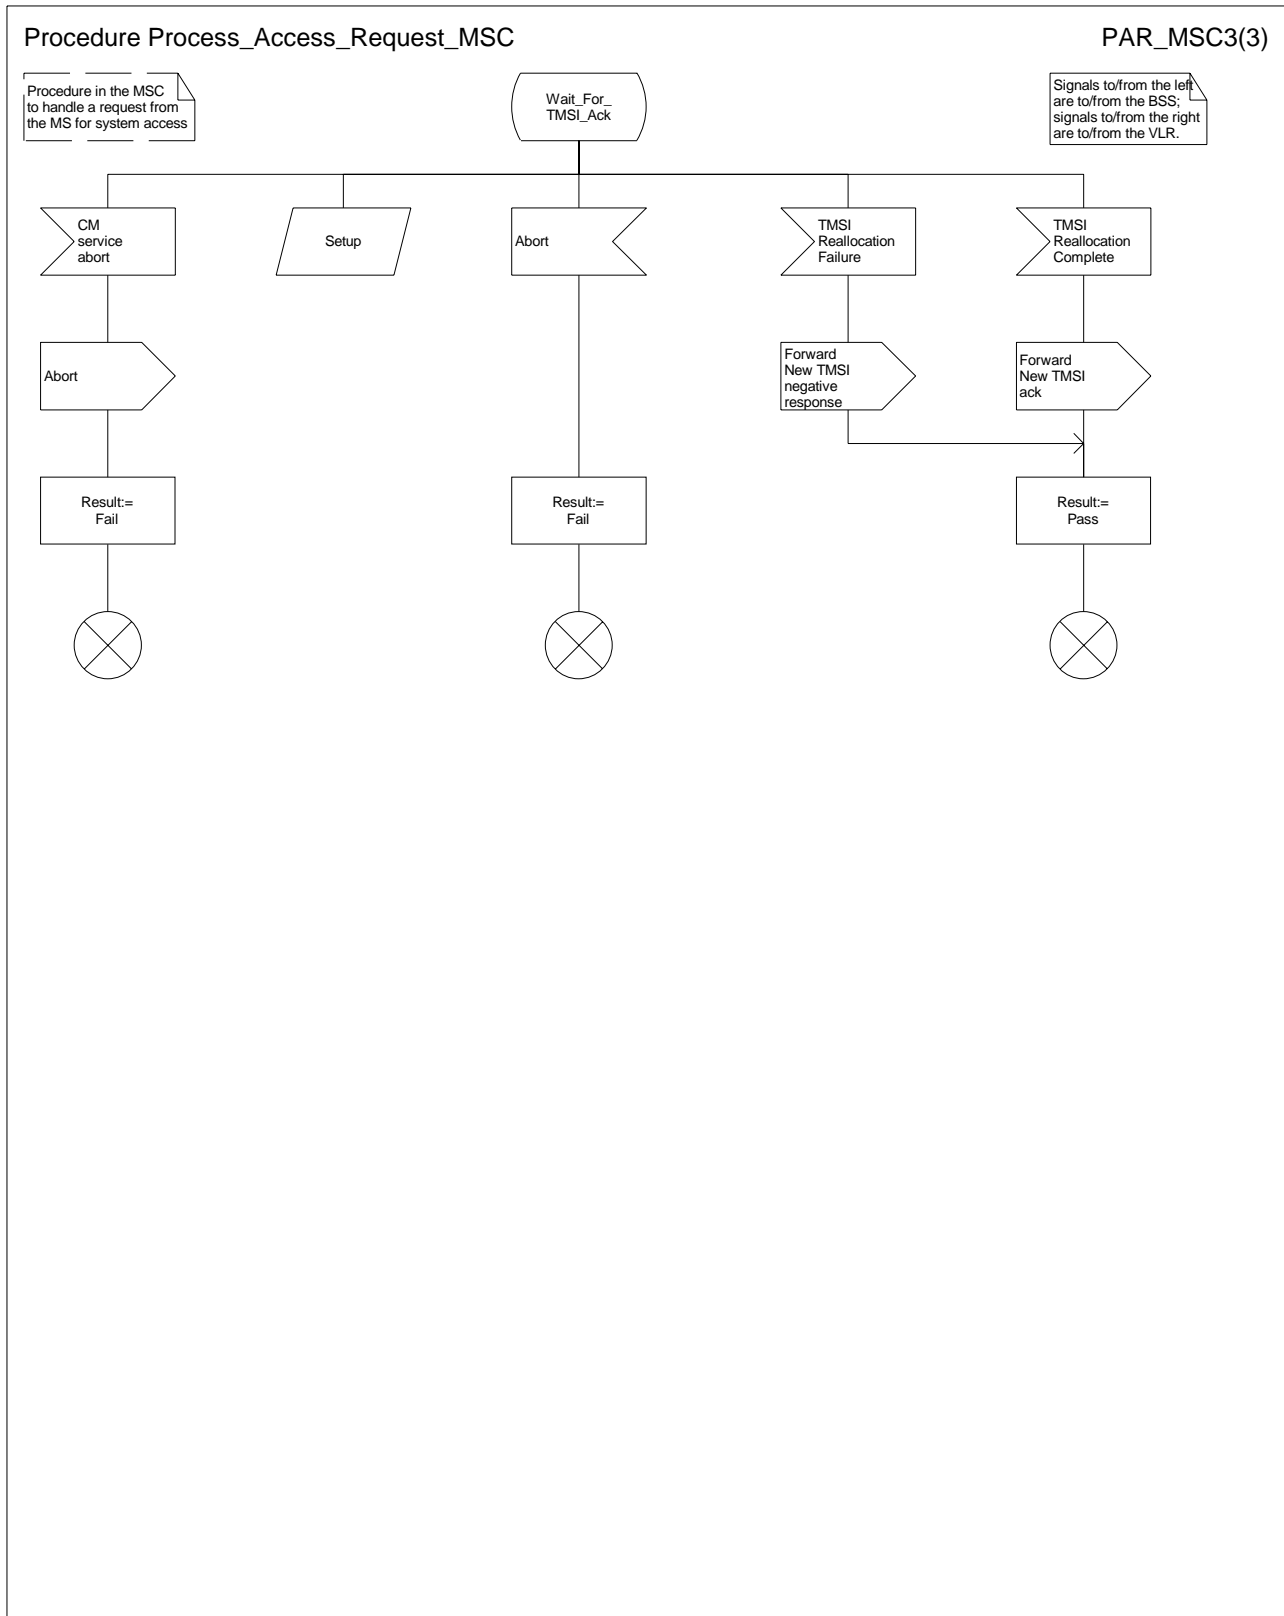 Procedure Process_Access_Request_MSC
PAR_MSC3(3)
Procedure in the MSC
to handle a request from
the MS for system access
Wait_For_
TMSI_Ack
Signals to/from the left
are to/from the BSS;
signals to/from the right
are to/from the VLR.
CM
service
abort
Setup
Abort
TMSI
Reallocation
Failure
TMSI
Reallocation
Complete
Abort
Forward
New TMSI
negative
response
Forward
New TMSI
ack
Result:=
Fail
Result:=
Fail
Result:=
Pass